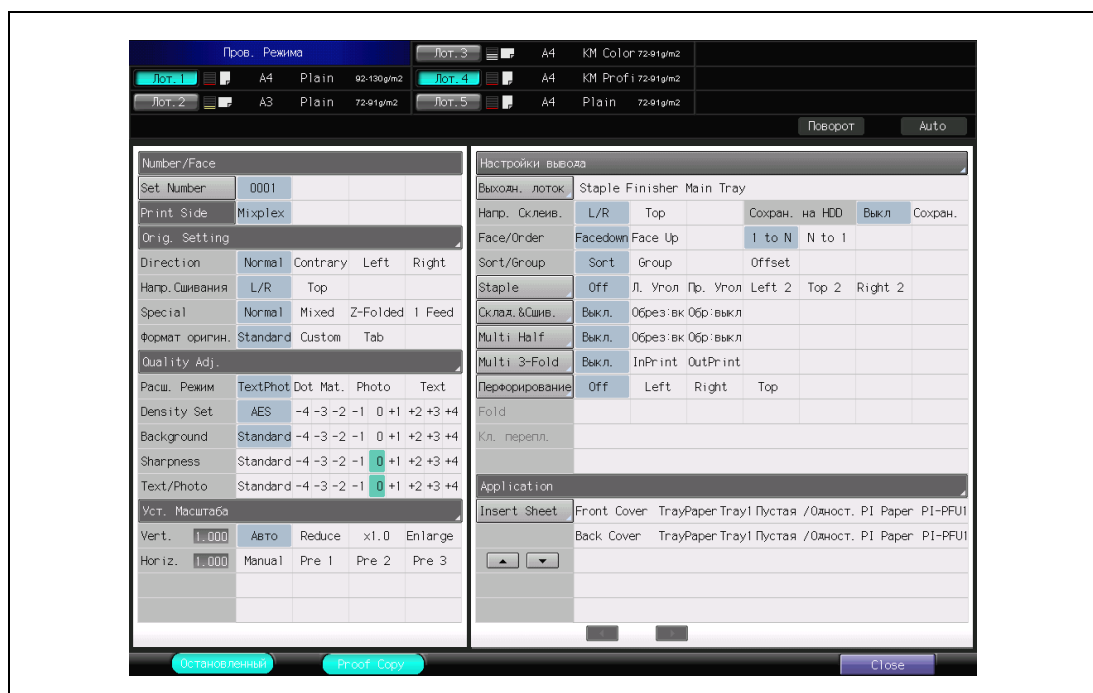 Пров. Режима
Лот.3 A4 KM Color 72-91g/m2
Лот.1 A4 Plain 92-130g/m2 Лот.4 A4 KM Profi 72-91g/m2
Лот.2 A3 Plain 72-91g/m2 Лот.5 A4 Plain 72-91g/m2
Поворот Auto
Number/Face
Set Number 0001
Print Side Mixplex
Orig. Setting
Direction Normal Contrary Left Right
Напр.Сшивания L/R Top
Special Normal Mixed Z-Folded 1 Feed
Формат оригин. Standard Custom Tab
Quality Adj.
Расш. Режим TextPhot Dot Mat. Photo Text
Density Set AES -4 -3 -2 -1 0 +1 +2 +3 +4
Background Standard -4 -3 -2 -1 0 +1 +2 +3 +4
Sharpness Standard -4 -3 -2 -1 0 +1 +2 +3 +4
Text/Photo Standard -4 -3 -2 -1 0 +1 +2 +3 +4
Уст. Масштаба
Vert. 1.000 Авто Reduce x1.0 Enlarge
Horiz. 1.000 Manual Pre 1 Pre 2 Pre 3
Настройки вывода
Выходн. лоток Staple Finisher Main Tray
Напр. Склеив. L/R Top Сохран. на HDD Выкл Сохран.
Face/Order Facedown Face Up 1 to N N to 1
Sort/Group Sort Group Offset
Staple Off Л. Угол Пр. Угол Left 2 Top 2 Right 2
Склад.&Сшив. Выкл. Обрез:вк Обр:выкл
Multi Half Выкл. Обрез:вк Обр:выкл
Multi 3-Fold Выкл. InPrint OutPrint
Перфорирование Off Left Right Top
Fold
Кл. перепл.
Application
Insert Sheet Front Cover TrayPaper Tray1 Пустая /Одност. PI Paper PI-PFU1
Back Cover TrayPaper Tray1 Пустая /Одност. PI Paper PI-PFU1
Остановленный Proof Copy Close